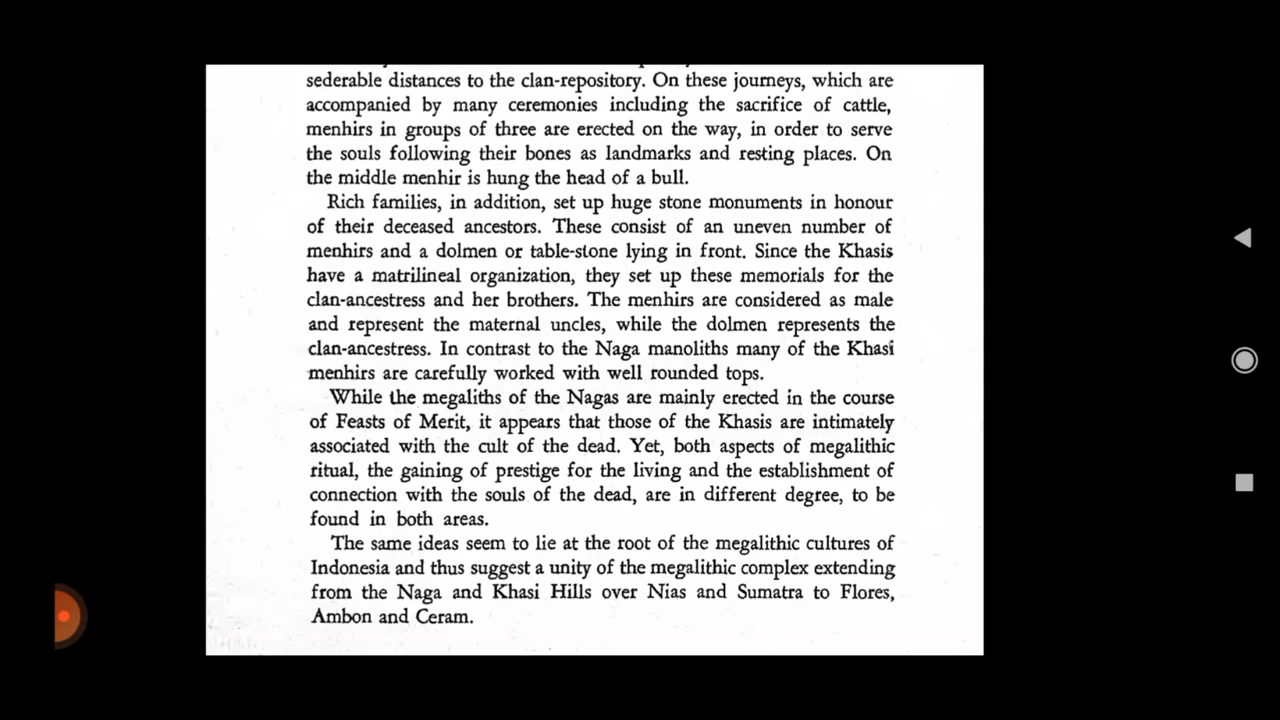 sederable distances to the clan-repository. On these journeys, which are
accompanied by many ceremonies including the sacrifice of cattle,
menhirs in groups of three are erected on the way, in order to serve
the souls following their bones as landmarks and resting places. On
the middle menhir is hung the head of a bull.
Rich families, in addition, set up huge stone monuments in honour
of their deceased ancestors. These consist of an uneven number of
menhirs and a dolmen or table-stone lying in front. Since the Khasis
have a matrilineal organization, they set up these memorials for the
clan-ancestress and her brothers. The menhirs are considered as male
and represent the maternal uncles, while the dolmen represents the
clan-ancestress. In contrast to the Naga manoliths many of the Khasi
menhirs are carefully worked with well rounded tops.
While the megaliths of the Nagas are mainly erected in the course
of Feasts of Merit, it appears that those of the Khasis are intimately
associated with the cult of the dead. Yet, both aspects of megalithic
ritual, the gaining of prestige for the living and the establishment of
connection with the souls of the dead, are in different degree, to be
found in both areas.
The same ideas seem to lie at the root of the megalithic cultures of
Indonesia and thus suggest a unity of the megalithic complex extending
from the Naga and Khasi Hills over Nias and Sumatra to Flores,
Ambon and Ceram.